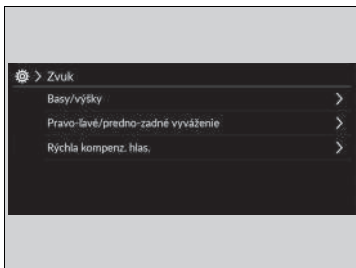 > Zvuk
Basy/výšky >
Pravo-ľavé/predno-zadné vyváženie >
Rýchla kompenz. hlas. >